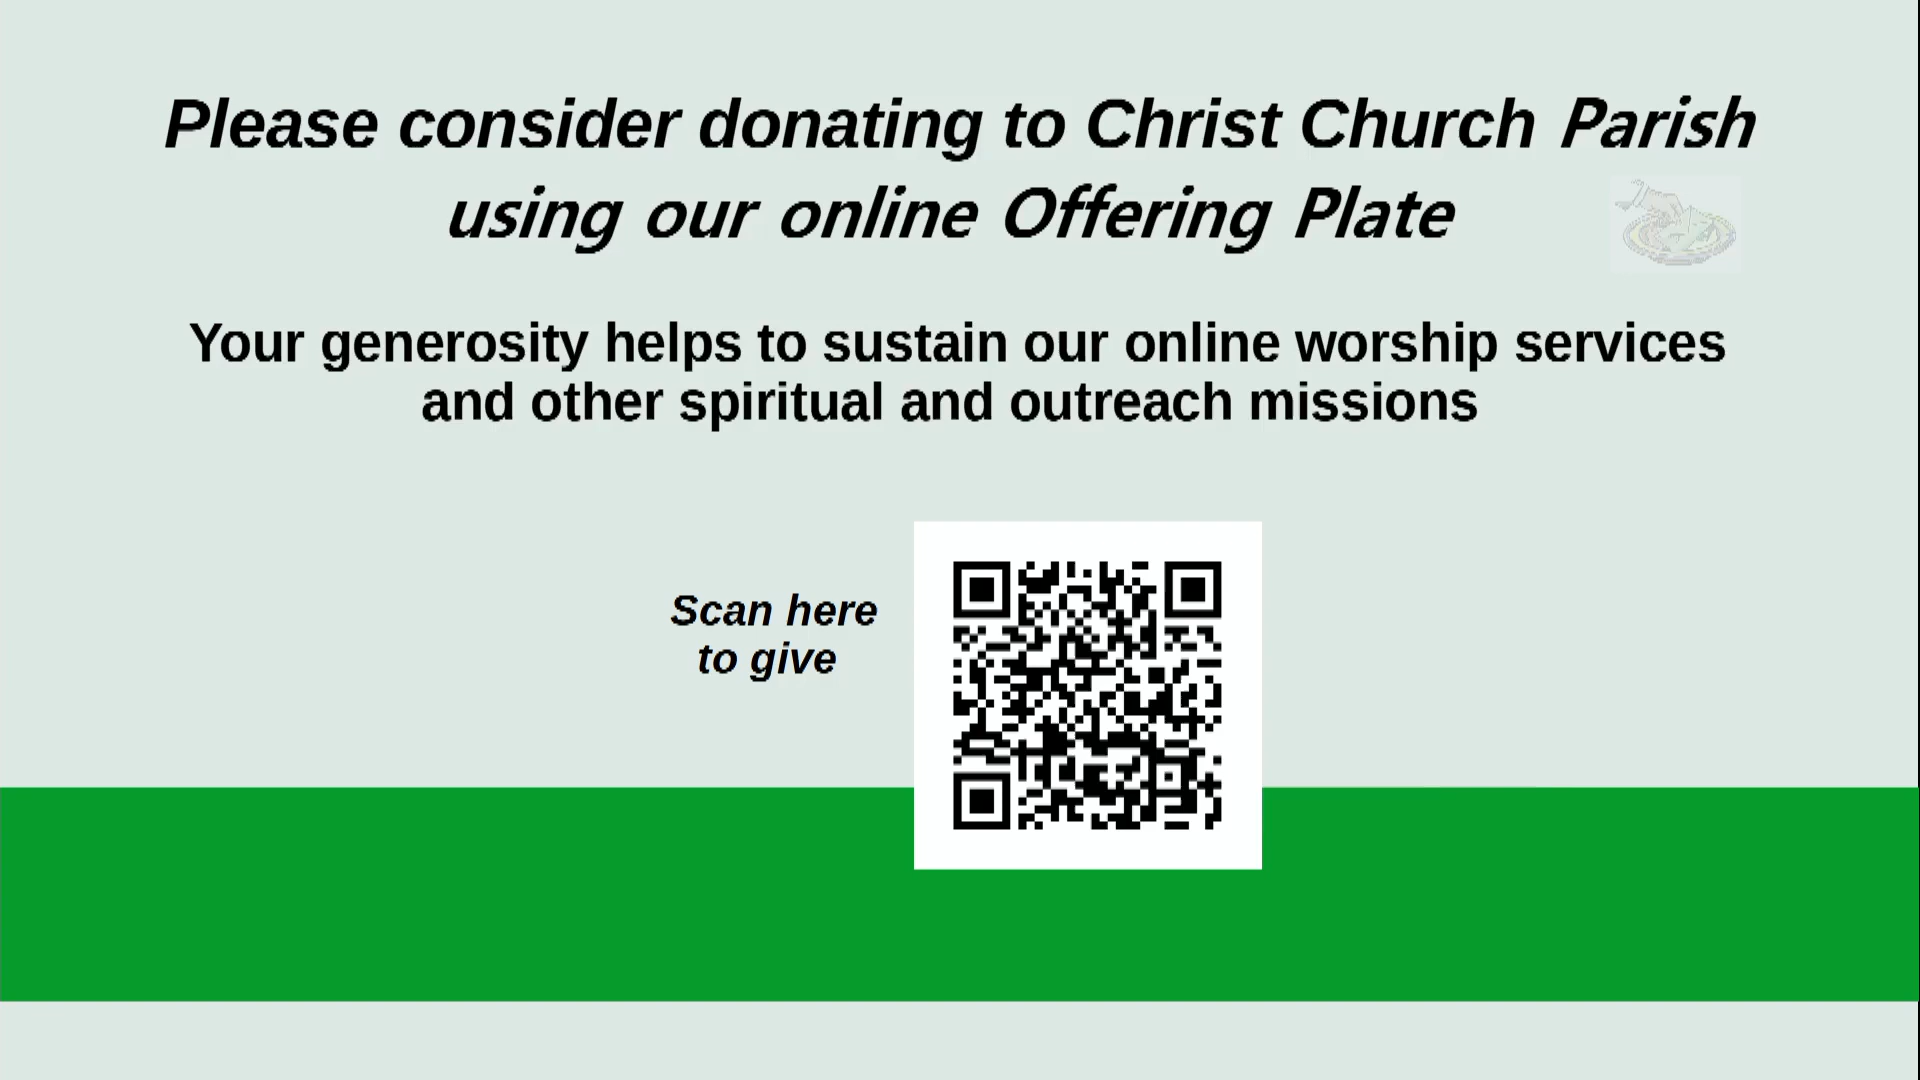 Please consider donating to Christ Church Parish
using our online Offering Plate
Your generosity helps to sustain our online worship services
and other spiritual and outreach missions
Scan here
to give